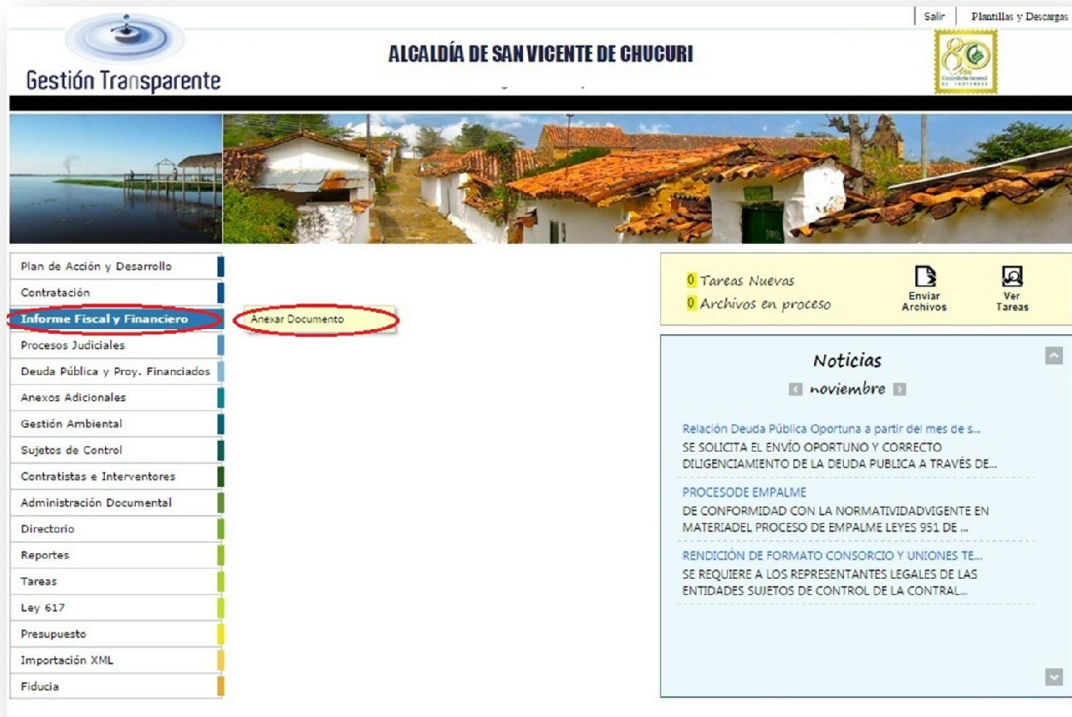 Salir
Plantillas y Descargas
Gestión Transparente
ALCALDÍA DE SAN VICENTE DE CHUCURI
80
Años
Contraloría General
DE SANTANDER
Plan de Acción y Desarrollo
Contratación
Informe Fiscal y Financiero
Anexar Documento
Procesos Judiciales
Deuda Pública y Proy. Financiados
Anexos Adicionales
Gestión Ambiental
Sujetos de Control
Contratistas e Interventores
Administración Documental
Directorio
Reportes
Tareas
Ley 617
Presupuesto
Importación XML
Fiducia
0 Tareas Nuevas
0 Archivos en proceso
Enviar
Archivos
Ver
Tareas
Noticias
noviembre
Relación Deuda Pública Oportuna a partir del mes de s...
SE SOLICITA EL ENVÍO OPORTUNO Y CORRECTO
DILIGENCIAMIENTO DE LA DEUDA PUBLICA A TRAVÉS DE...
PROCESODE EMPALME
DE CONFORMIDAD CON LA NORMATIVIDADVIGENTE EN
MATERIADEL PROCESO DE EMPALME LEYES 951 DE ...
RENDICIÓN DE FORMATO CONSORCIO Y UNIONES TE...
SE REQUIERE A LOS REPRESENTANTES LEGALES DE LAS
ENTIDADES SUJETOS DE CONTROL DE LA CONTRAL...